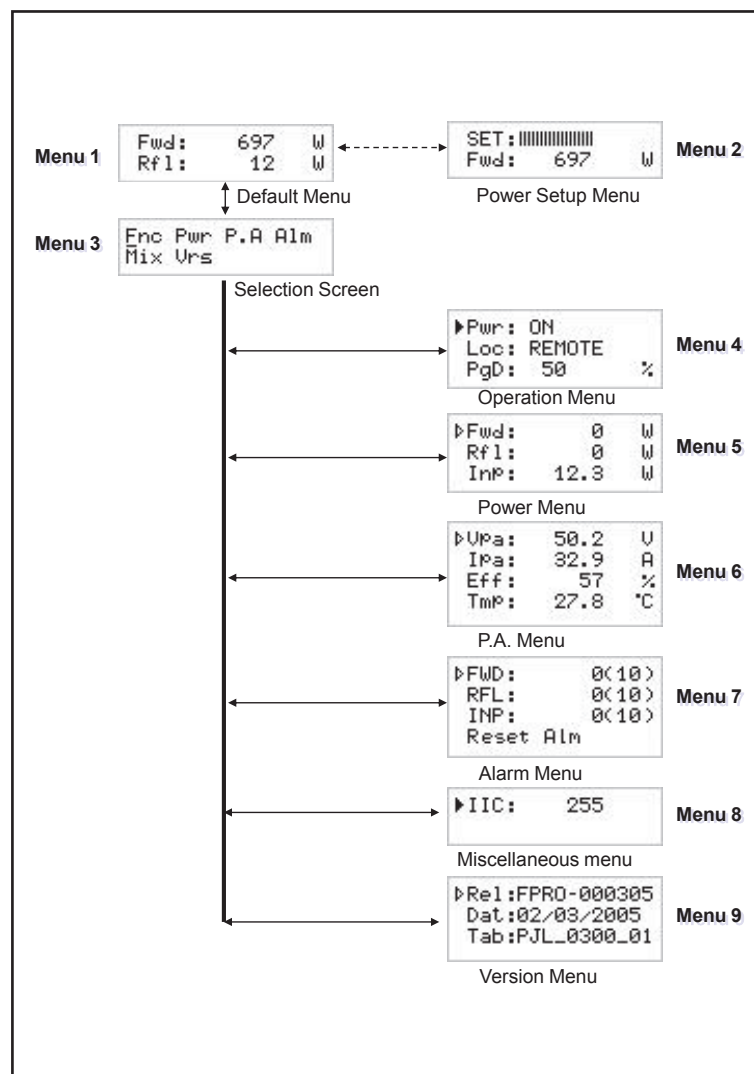 Menu 1
Fwd: 697 W
Rfl: 12 W
SET:
Fwd: 697 W
Menu 2
Default Menu
Power Setup Menu
Menu 3
Fnc Pwr P.A Alm
Mix Vrs
Selection Screen
Pwr: ON
Loc: REMOTE
PgD: 50 %
Menu 4
Operation Menu
Fwd: 0 W
Rfl: 0 W
Inp: 12.3 W
Menu 5
Power Menu
Vpa: 50.2 V
Ipa: 32.9 A
Eff: 57 %
Tmp: 27.8 °C
Menu 6
P.A. Menu
FWD: 0(10)
RFL: 0(10)
INP: 0(10)
Reset Alm
Menu 7
Alarm Menu
IIC: 255
Menu 8
Miscellaneous menu
Rel:FPRO-000305
Dat:02/03/2005
Tab:PJL_0300_01
Menu 9
Version Menu